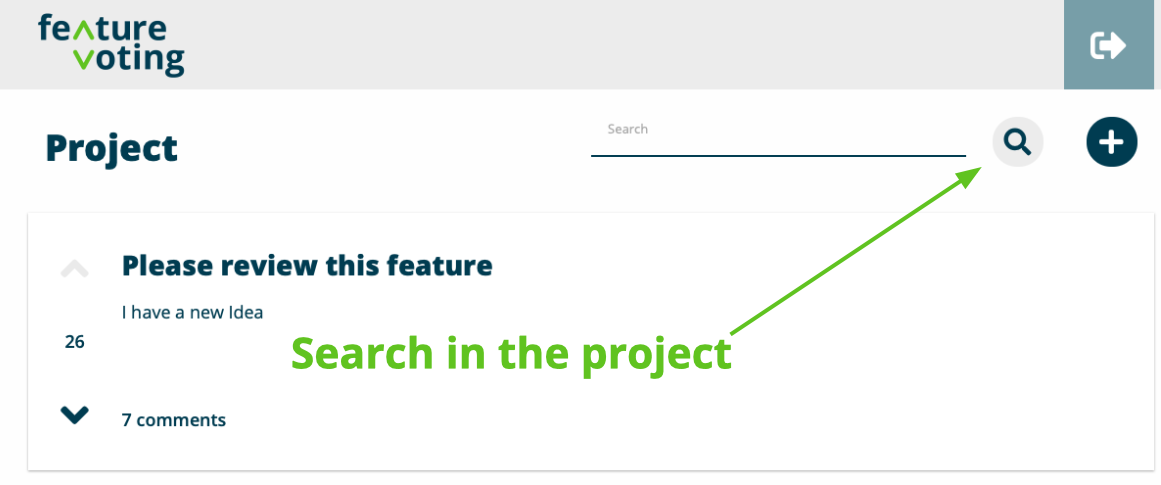 feature
voting
Project
Search
Please review this feature
I have a new Idea
26
Search in the project
7 comments